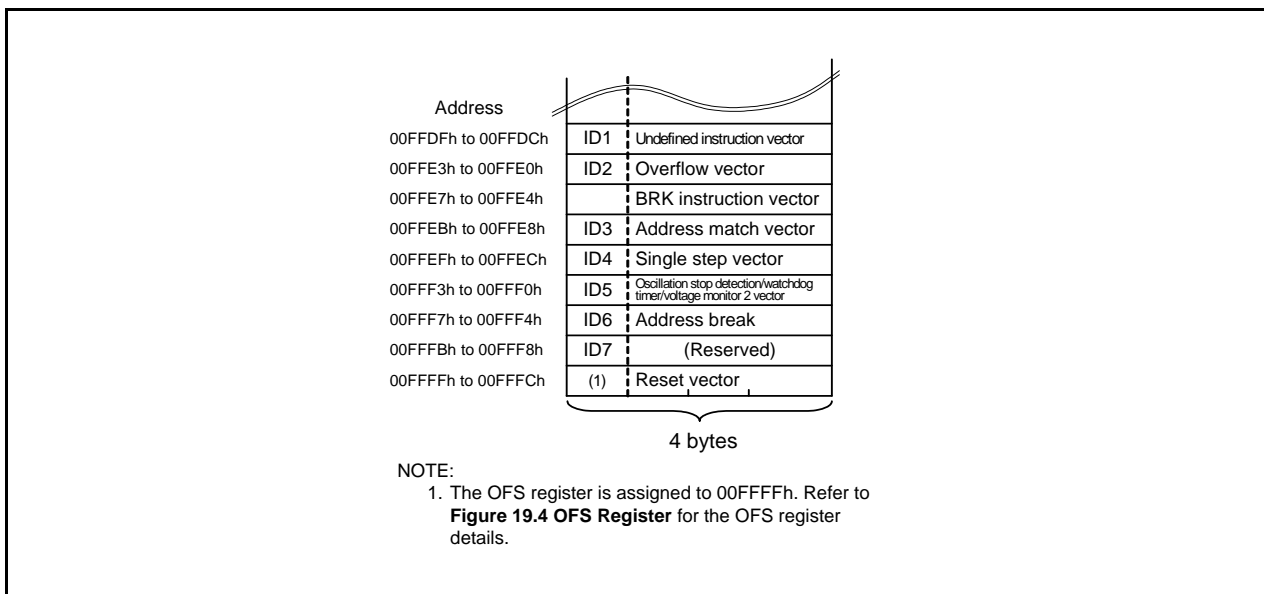 Address
00FFDFh to 00FFDCh ID1 Undefined instruction vector
00FFE3h to 00FFE0h ID2 Overflow vector
00FFE7h to 00FFE4h BRK instruction vector
00FFEBh to 00FFE8h ID3 Address match vector
00FFEFh to 00FFECh ID4 Single step vector
00FFF3h to 00FFF0h ID5 Oscillation stop detection/watchdog
timer/voltage monitor 2 vector
00FFF7h to 00FFF4h ID6 Address break
00FFFBh to 00FFF8h ID7 (Reserved)
00FFFFh to 00FFFCh (1) Reset vector
4 bytes
NOTE:
1. The OFS register is assigned to 00FFFFh. Refer to
Figure 19.4 OFS Register for the OFS register
details.